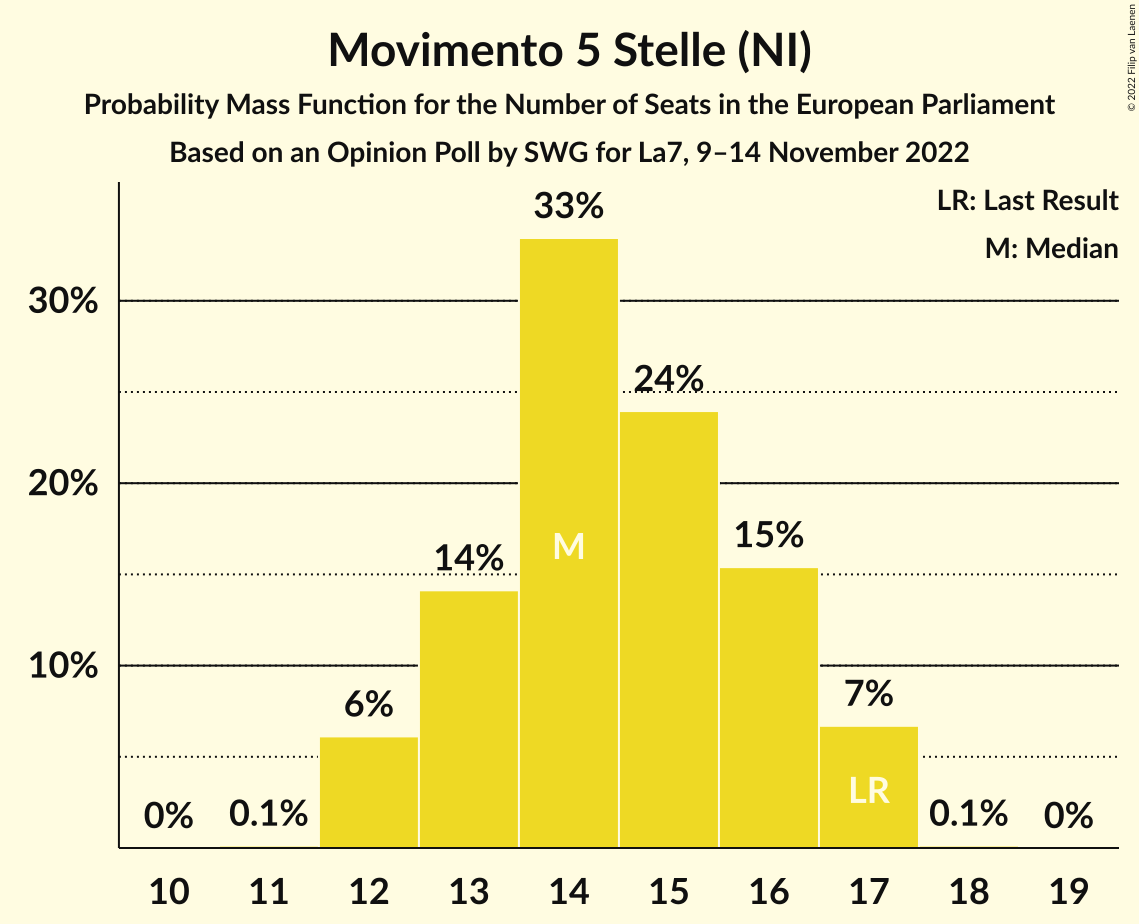 © 2022 Filip van Laenen
Movimento 5 Stelle (NI)
Probability Mass Function for the Number of Seats in the European Parliament
Based on an Opinion Poll by SWG for La7, 9–14 November 2022
LR: Last Result
M: Median
33%
30%
24%
20%
15%
14%
M
10%
7%
6%
LR
0%
0.1%
0.1%
0%
10 11 12 13 14 15 16 17 18 19